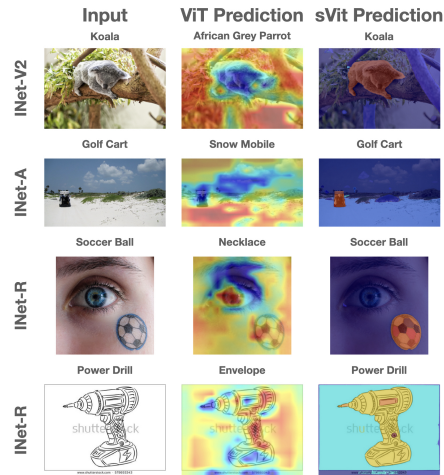 Input ViT Prediction sVit Prediction
Koala African Grey Parrot Koala
INet-V2
Golf Cart Snow Mobile Golf Cart
INet-A
Soccer Ball Necklace Soccer Ball
INet-R
Power Drill Envelope Power Drill
INet-R
shutterstock shutterstock shutterstock